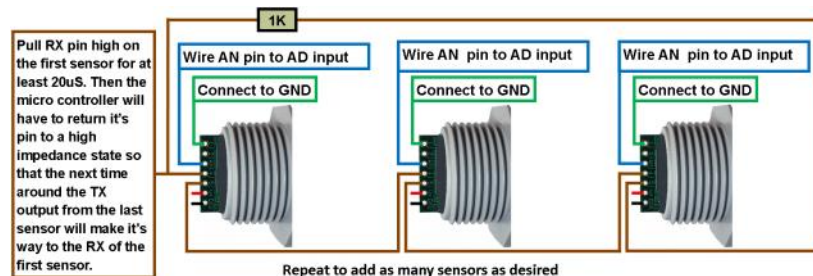 1K
Pull RX pin high on
the first sensor for at
least 20uS. Then the
micro controller will
have to return it's
pin to a high
impedance state so
that the next time
around the TX
output from the last
sensor will make it's
way to the RX of the
first sensor.
Wire AN pin to AD input
Connect to GND
Wire AN pin to AD input
Connect to GND
Wire AN pin to AD input
Connect to GND
Repeat to add as many sensors as desired